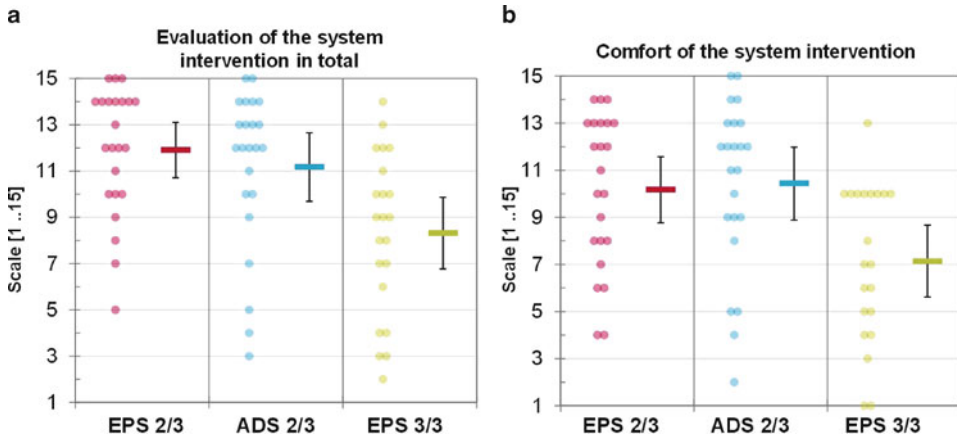 a
Evaluation of the system
intervention in total
Scale [1 ..15]
15
13
11
9
7
5
3
1
EPS 2/3 ADS 2/3 EPS 3/3
b
Comfort of the system intervention
Scale [1 ..15]
15
13
11
9
7
5
3
1
EPS 2/3 ADS 2/3 EPS 3/3